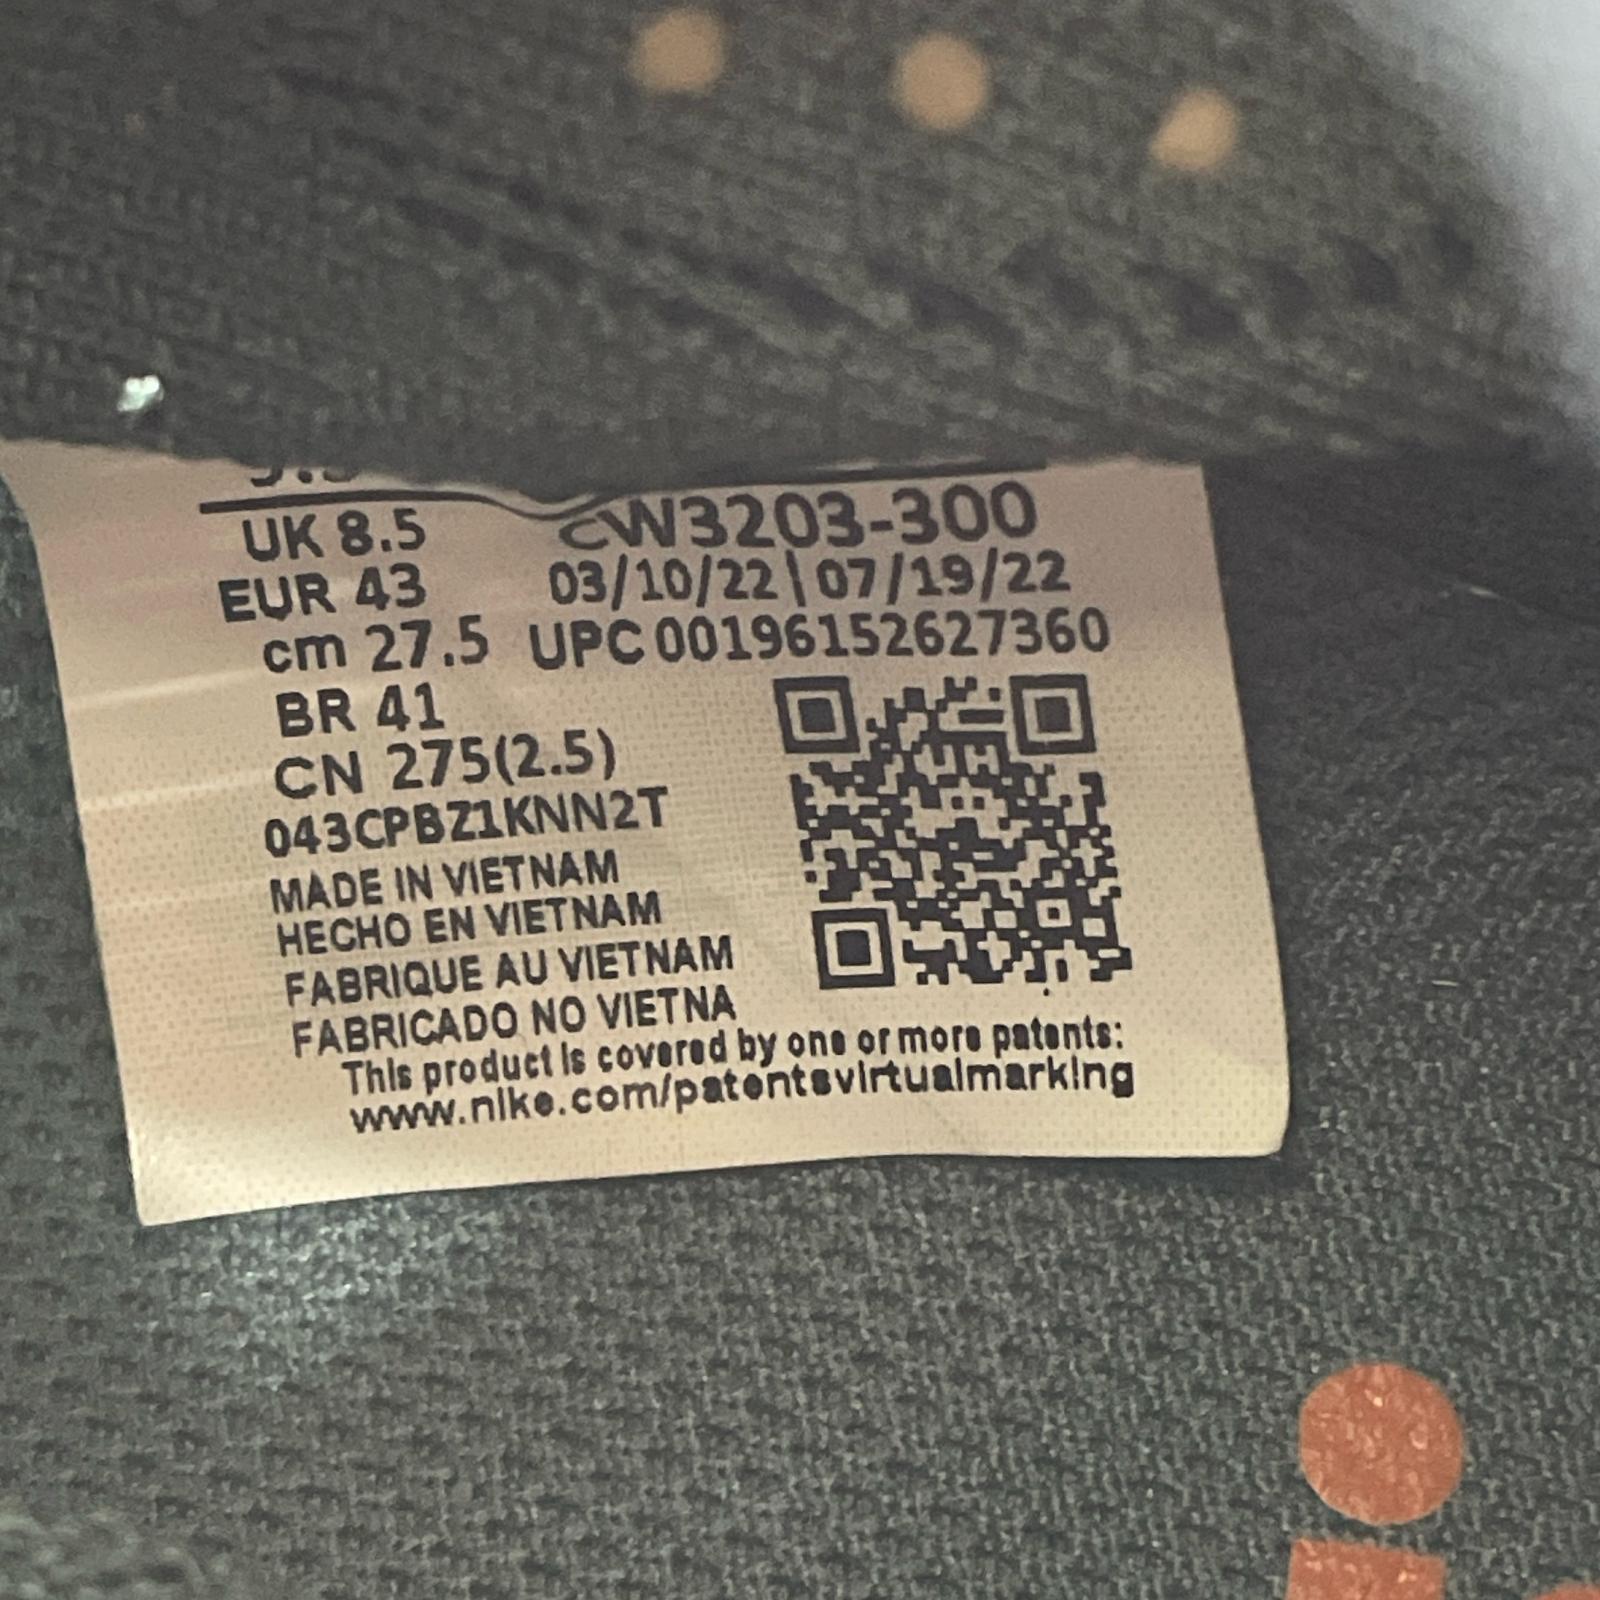 UK 8.5
CW3203-300
EUR 43
03/10/22\07/19/22
cm 27.5
UPC 00196152627360
BR 41
CN 275(2.5)
043CPBZ1KNN2T
MADE IN VIETNAM
HECHO EN VIETNAM
FABRIQUE AU VIETNAM
FABRICADO NO VIETNA
This product is covered by one or more patents:
www.nike.com/patentsvirtualmarking